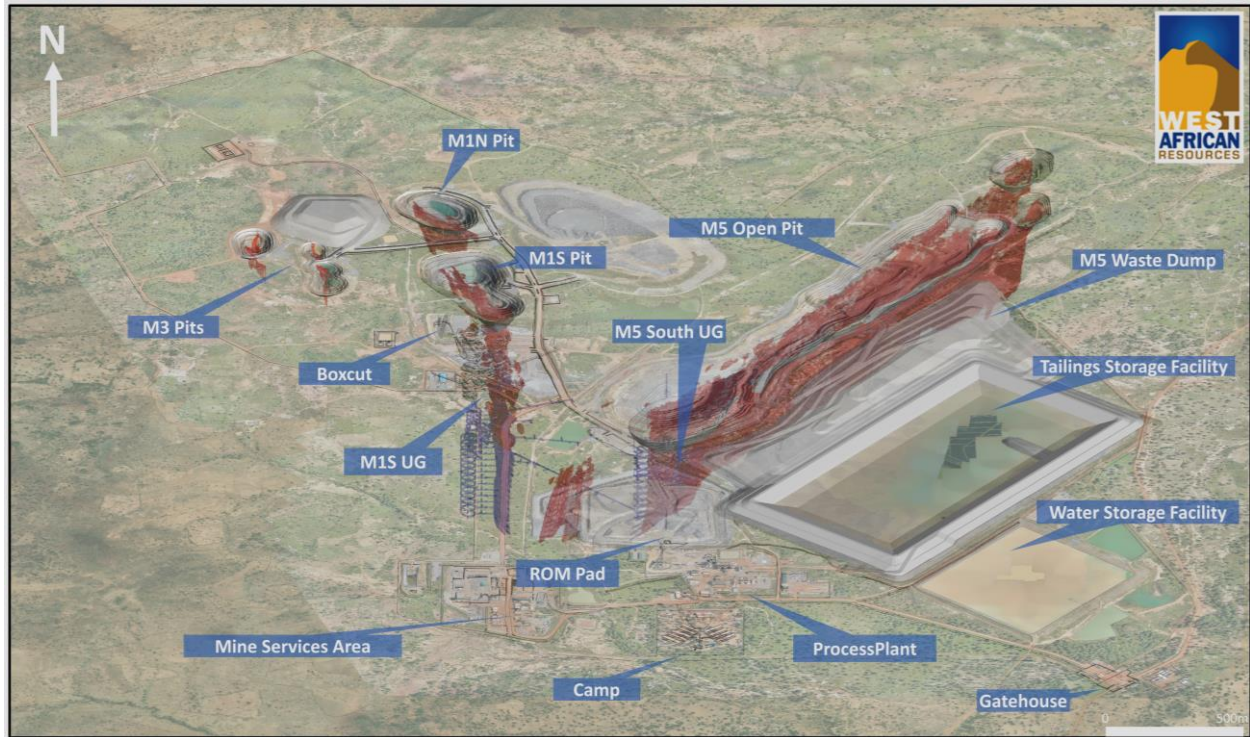 N
WEST
AFRICAN
RESOURCES
M1N Pit
M5 Open Pit
M1S Pit
M5 Waste Dump
M3 Pits
M5 South UG
Boxcut
Tailings Storage Facility
M1S UG
Water Storage Facility
ROM Pad
Mine Services Area
ProcessPlant
Camp
Gatehouse
0 500m